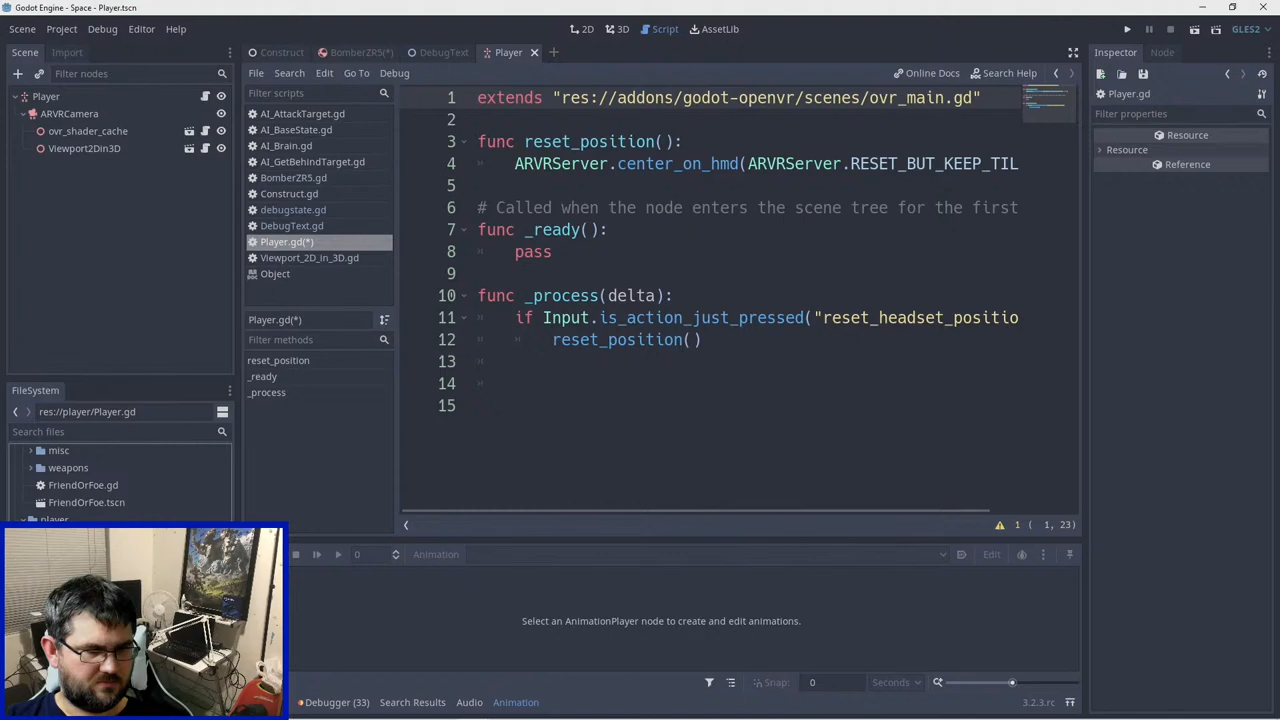 Godot Engine - Space - Player.tscn
Scene Project Debug Editor Help
2D 3D Script AssetLib
GLES2
Scene Import
Filter nodes
Player
ARVRCamera
ovr_shader_cache
Viewport2Din3D
FileSystem
res://player/Player.gd
Search files
misc
weapons
FriendOrFoe.gd
FriendOrFoe.tscn
player
Construct BomberZR5(*) DebugText Player
File Search Edit Go To Debug
Online Docs Search Help
Filter scripts
AI_AttackTarget.gd
AI_BaseState.gd
AI_Brain.gd
AI_GetBehindTarget.gd
BomberZR5.gd
Construct.gd
debugstate.gd
DebugText.gd
Player.gd(*)
Viewport_2D_in_3D.gd
Object
Player.gd(*)
Filter methods
reset_position
_ready
_process
1 extends "res://addons/godot-openvr/scenes/ovr_main.gd"
2
3 func reset_position():
4 ARVRServer.center_on_hmd(ARVRServer.RESET_BUT_KEEP_TIL
5
6 # Called when the node enters the scene tree for the first
7 func _ready():
8 pass
9
10 func _process(delta):
11 if Input.is_action_just_pressed("reset_headset_positio
12 reset_position()
13
14
15
1 ( 1, 23)
0 Animation Edit
Select an AnimationPlayer node to create and edit animations.
Snap: 0 Seconds
Debugger (33) Search Results Audio Animation
3.2.3.rc
Inspector Node
Player.gd
Filter properties
Resource
Resource
Reference